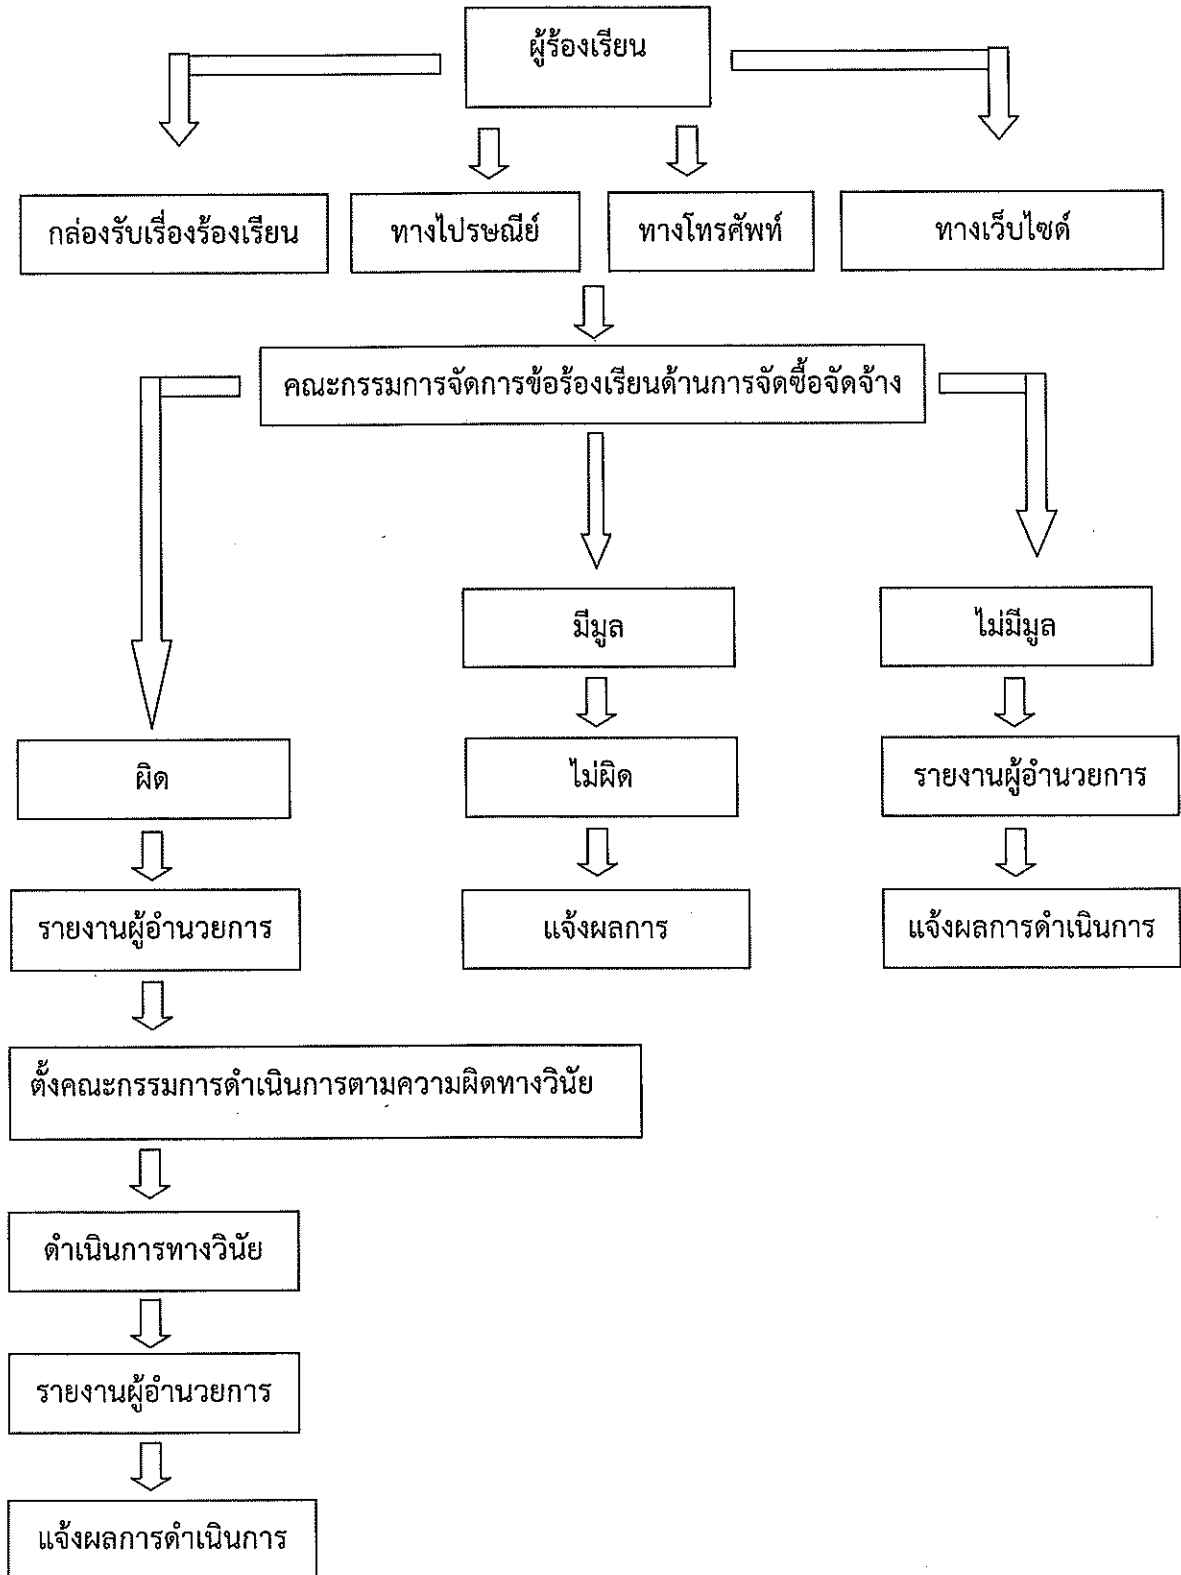 ผู้ร้องเรียน
กล่องรับเรื่องร้องเรียน
ทางไปรษณีย์
ทางโทรศัพท์
ทางเว็บไซด์
คณะกรรมการจัดการข้อร้องเรียนด้านการจัดซื้อจัดจ้าง
มีมูล
ไม่มีมูล
ผิด
ไม่ผิด
รายงานผู้อำนวยการ
รายงานผู้อำนวยการ
แจ้งผลการ
แจ้งผลการดำเนินการ
ตั้งคณะกรรมการดำเนินการตามความผิดทางวินัย
ดำเนินการทางวินัย
รายงานผู้อำนวยการ
แจ้งผลการดำเนินการ